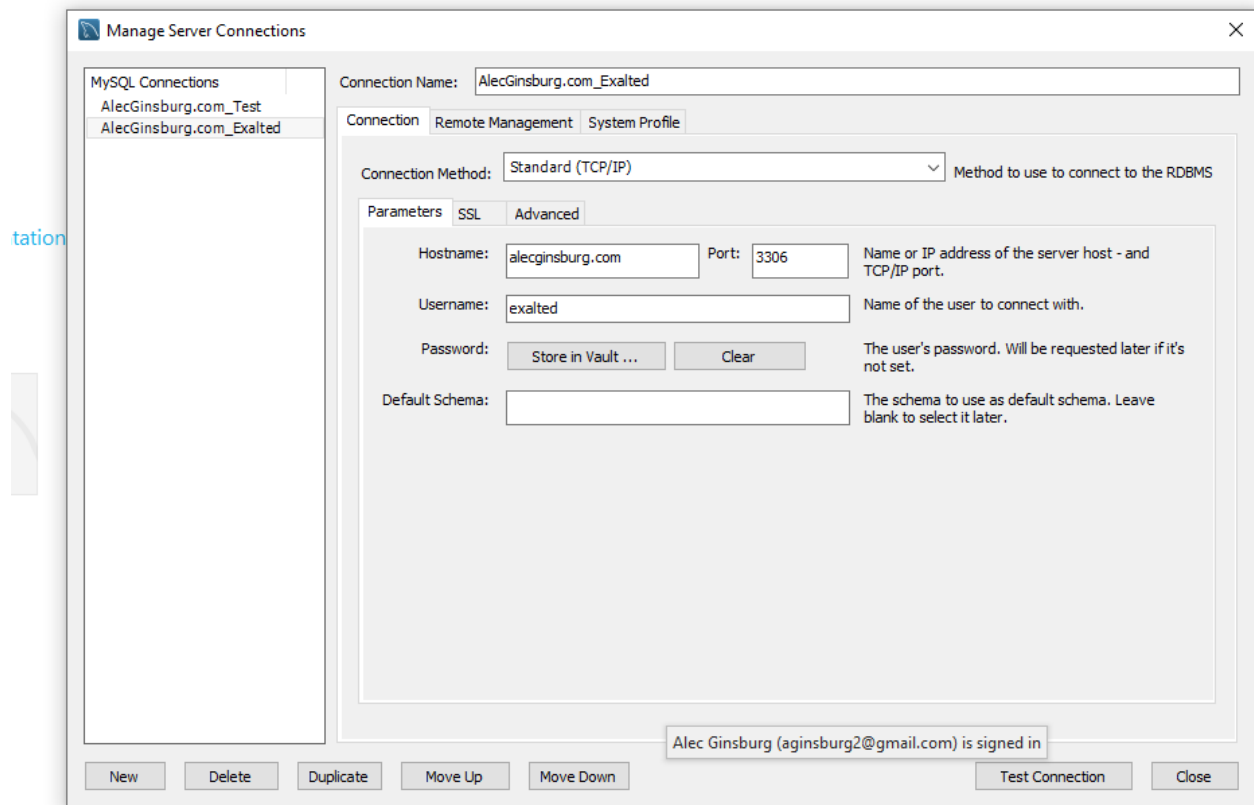 Manage Server Connections
MySQL Connections
AlecGinsburg.com_Test
AlecGinsburg.com_Exalted
Connection Name: AlecGinsburg.com_Exalted
Connection Remote Management System Profile
Connection Method: Standard (TCP/IP) Method to use to connect to the RDBMS
Parameters SSL Advanced
tation
Hostname: alecginsburg.com Port: 3306 Name or IP address of the server host - and
TCP/IP port.
Username: exalted Name of the user to connect with.
Password: Store in Vault ... Clear The user's password. Will be requested later if it's
not set.
Default Schema: The schema to use as default schema. Leave
blank to select it later.
Alec Ginsburg (aginsburg2@gmail.com) is signed in
New Delete Duplicate Move Up Move Down Test Connection Close